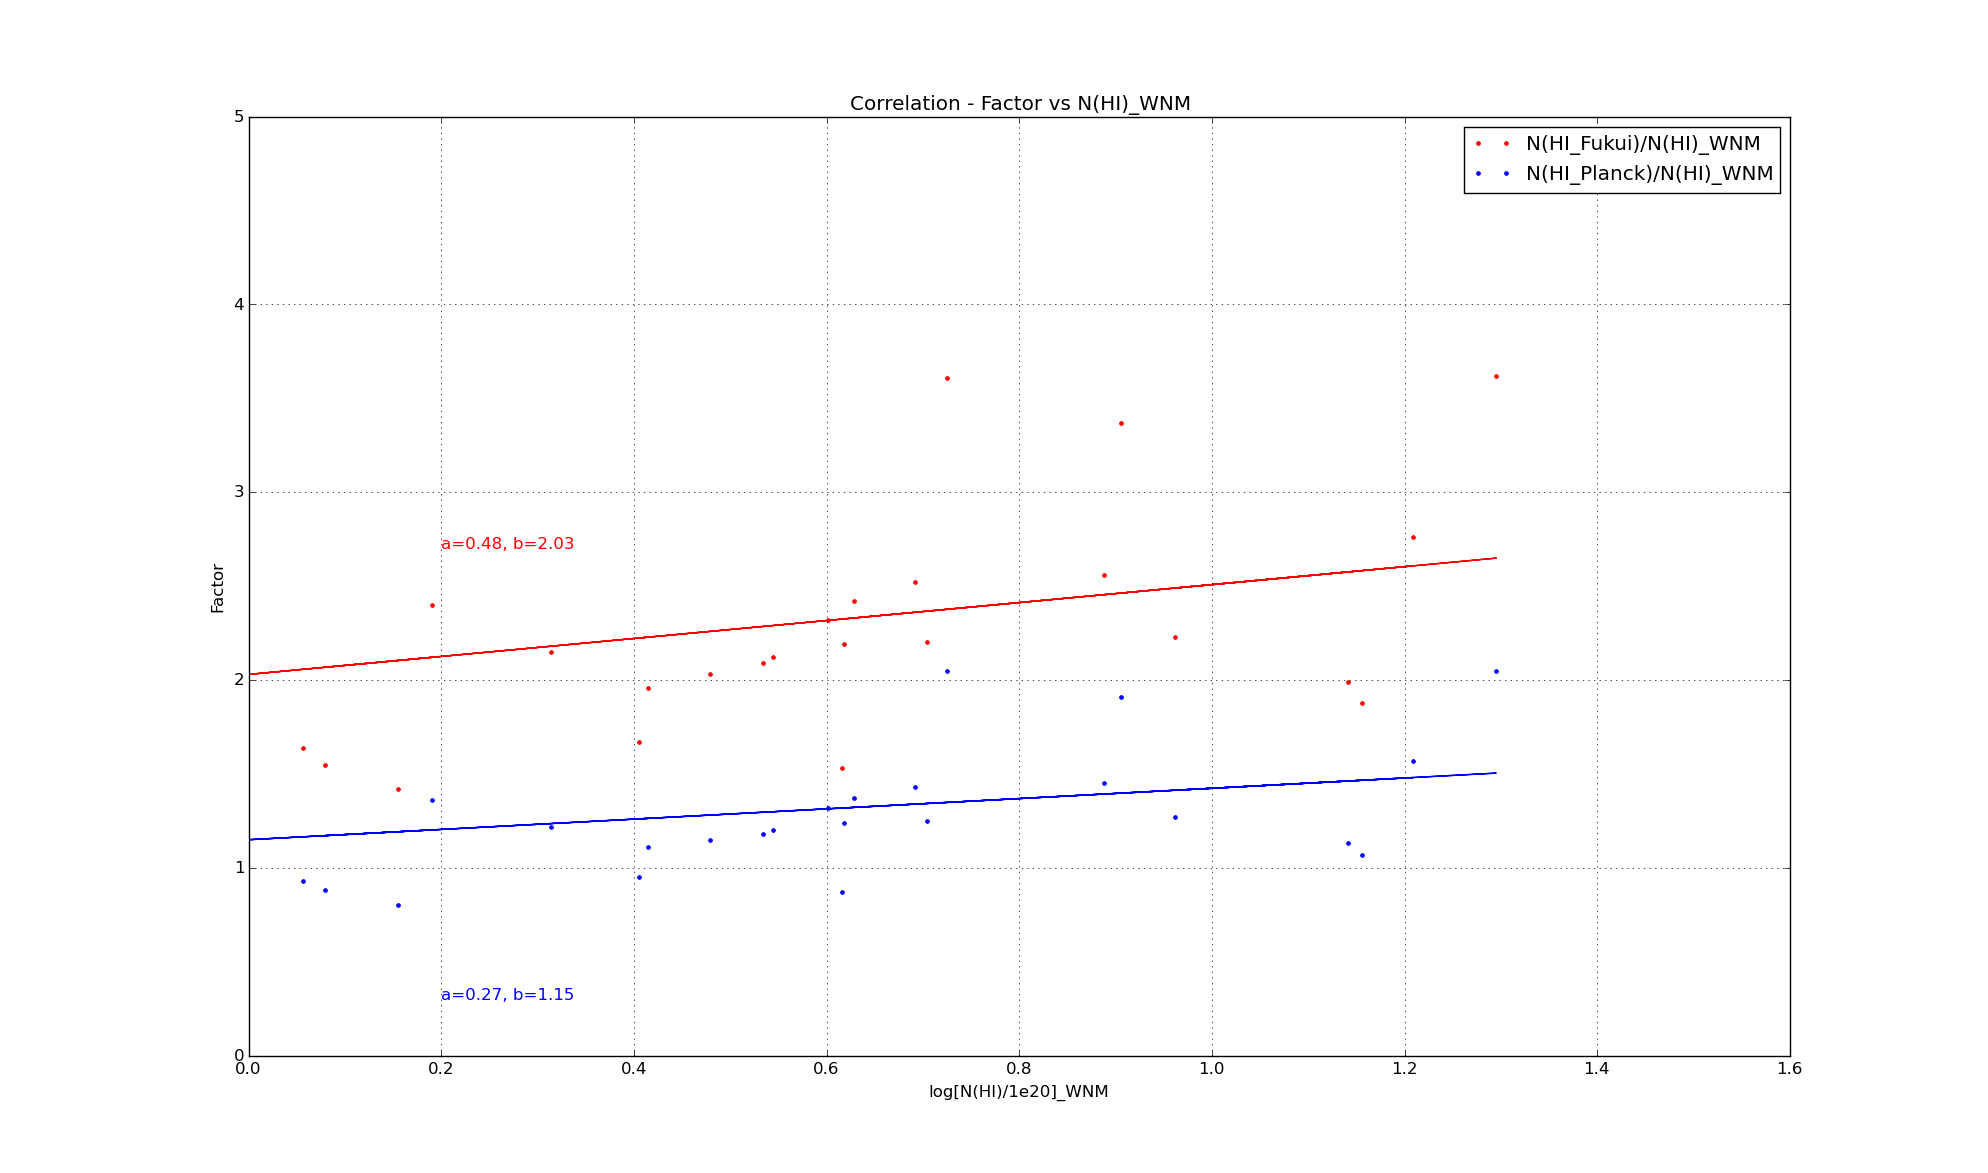 Correlation - Factor vs N(HI)_WNM
N(HI_Fukui)/N(HI)_WNM
N(HI_Planck)/N(HI)_WNM
5
4
3
2
1
0
Factor
a=0.48, b=2.03
a=0.27, b=1.15
0.0 0.2 0.4 0.6 0.8 1.0 1.2 1.4 1.6
log[N(HI)/1e20]_WNM